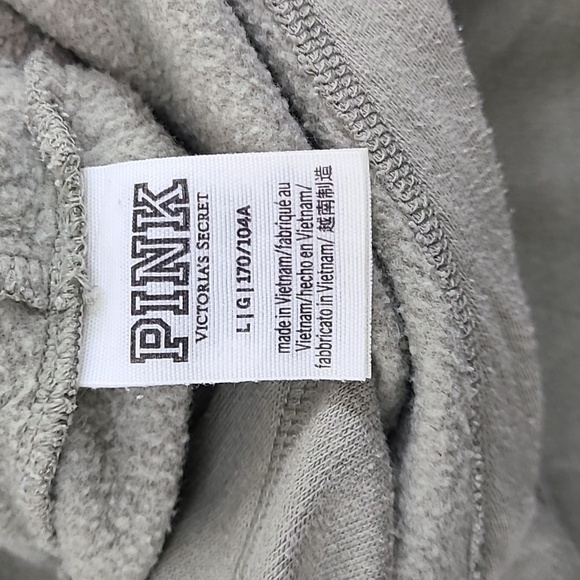 PINK
VICTORIA'S SECRET
L | G | 170/104A
made in Vietnam/fabriqué au
Vietnam/hecho en Vietnam/
fabbricato in Vietnam/ 越南制造